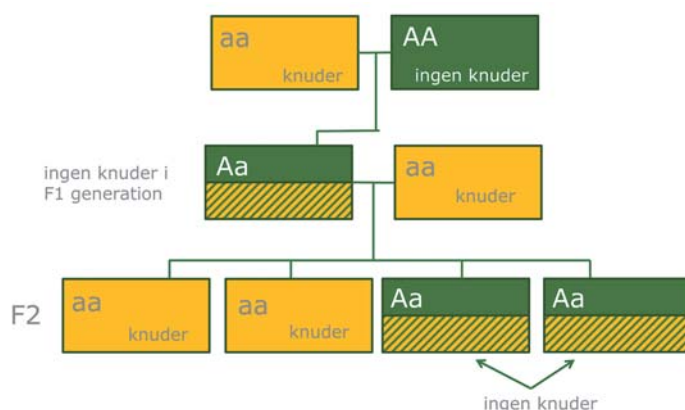 aa
knuder
AA
ingen knuder
ingen knuder i
F1 generation
Aa
aa
knuder
F2
aa
knuder
aa
knuder
Aa
Aa
ingen knuder